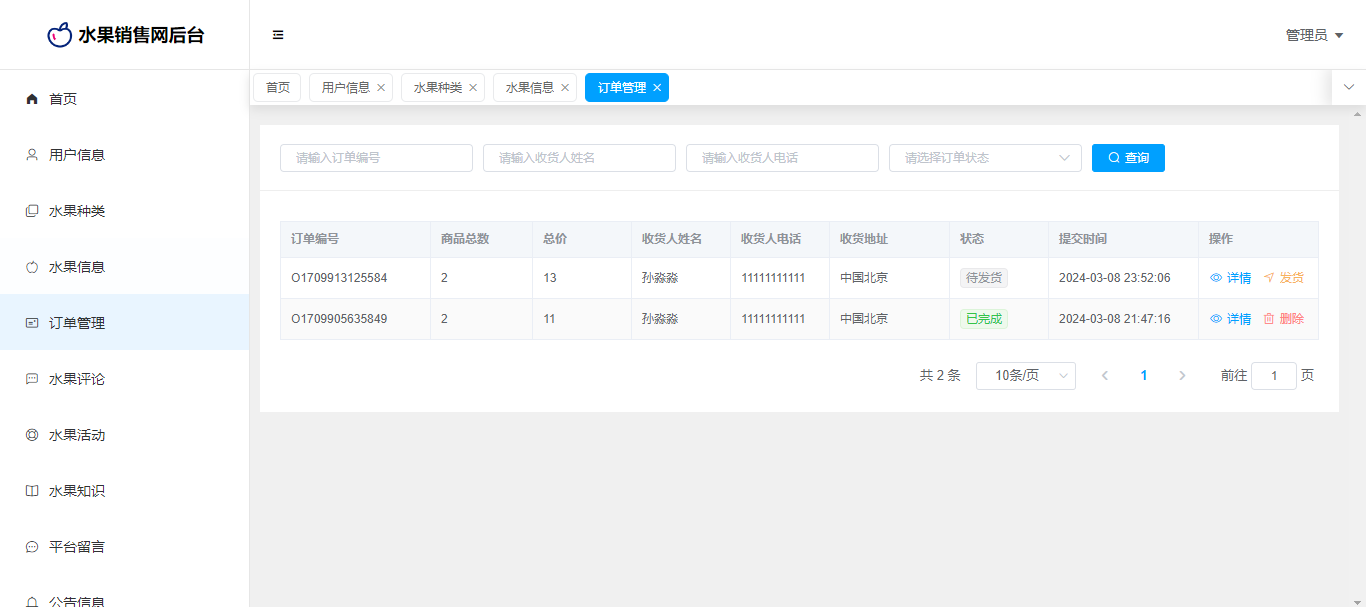 水果销售网后台
管理员
首页
用户信息
水果种类
水果信息
订单管理
水果评论
水果活动
水果知识
平台留言
公告信息
首页 用户信息 水果种类 水果信息 订单管理
请输入订单编号 请输入收货人姓名 请输入收货人电话 请选择订单状态 查询
订单编号 商品总数 总价 收货人姓名 收货人电话 收货地址 状态 提交时间 操作
O1709913125584 2 13 孙淼淼 11111111111 中国北京 待发货 2024-03-08 23:52:06 详情 发货
O1709905635849 2 11 孙淼淼 11111111111 中国北京 已完成 2024-03-08 21:47:16 详情 删除
共 2 条 10条/页 1 前往 1 页